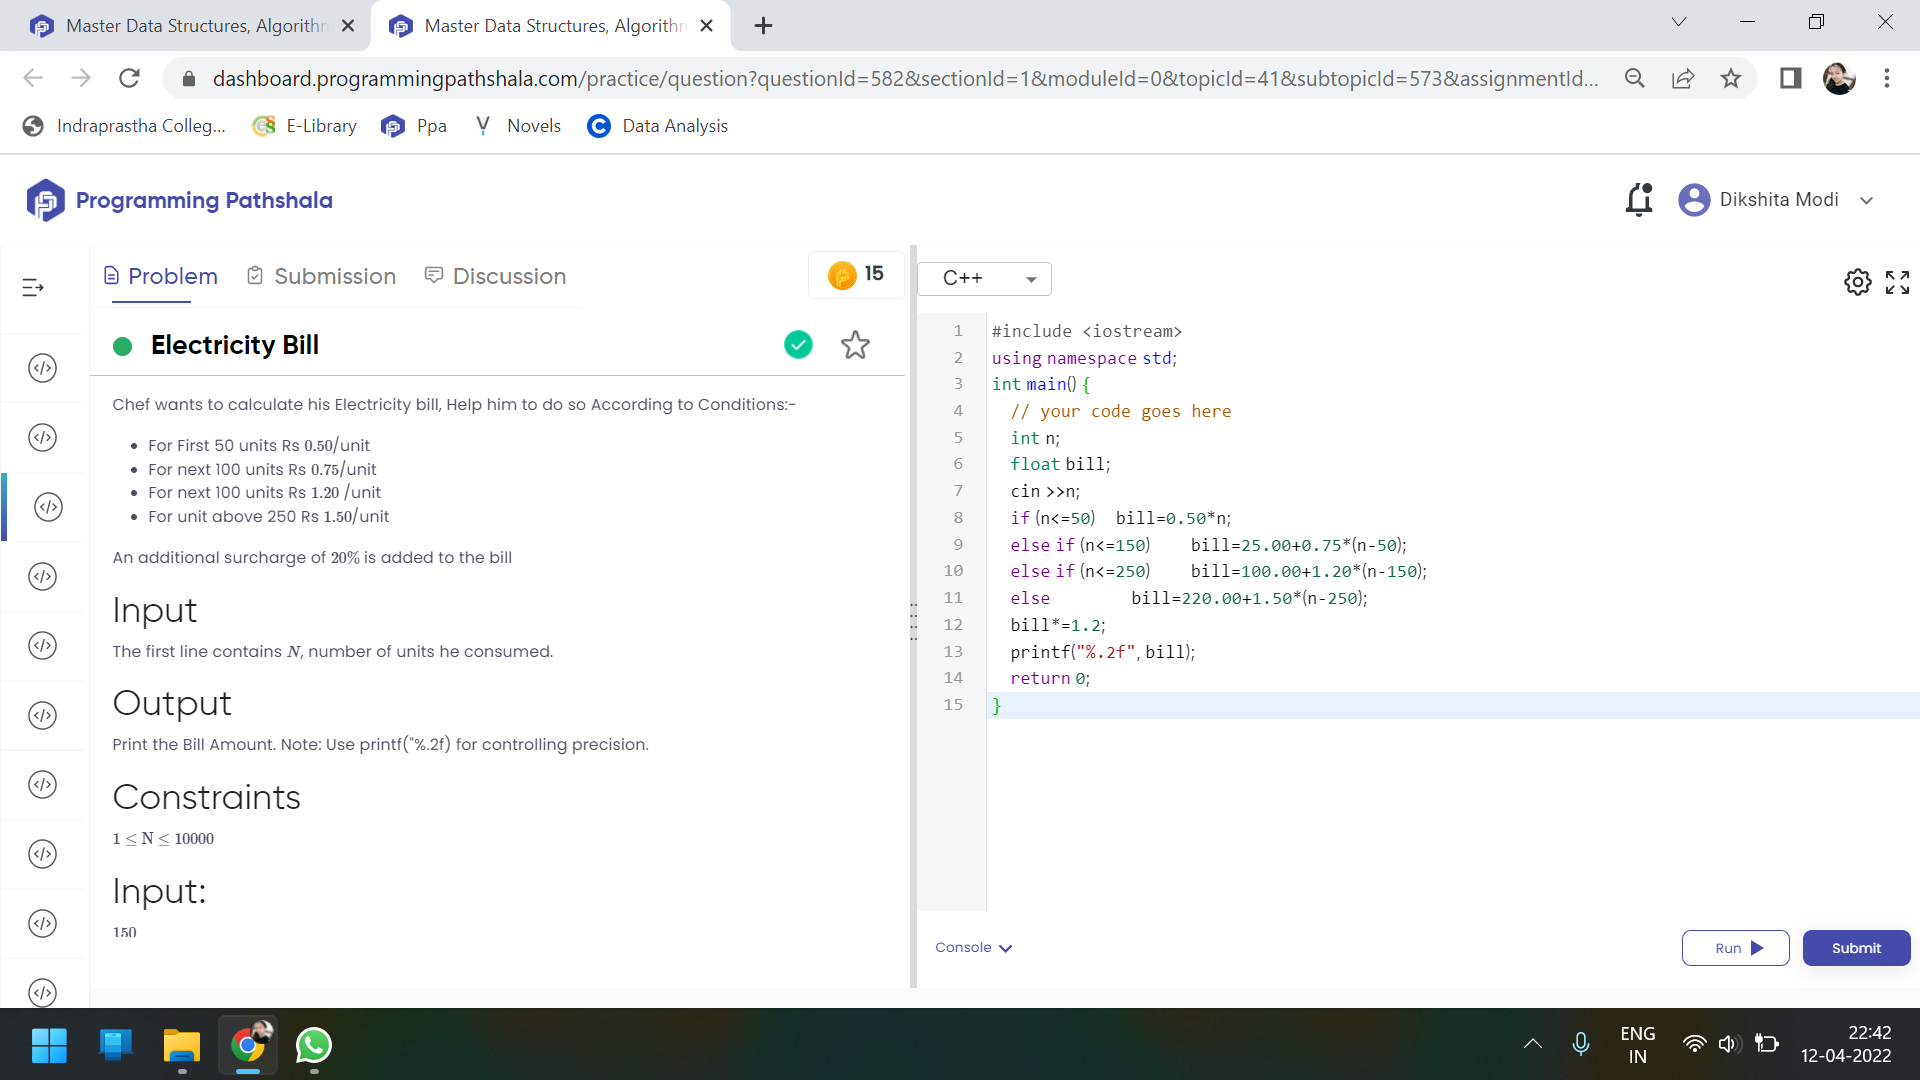 Master Data Structures, Algorithm
Master Data Structures, Algorithm
dashboard.programmingpathshala.com/practice/question?questionId=582&sectionId=1&moduleId=0&topicId=41&subtopicId=573&assignmentId...
Indraprastha Colleg...
E-Library
Ppa
Novels
Data Analysis
Programming Pathshala
Dikshita Modi
Problem
Submission
Discussion
15
Electricity Bill
Chef wants to calculate his Electricity bill, Help him to do so According to Conditions:-
• For First 50 units Rs 0.50/unit
• For next 100 units Rs 0.75/unit
• For next 100 units Rs 1.20 /unit
• For unit above 250 Rs 1.50/unit
An additional surcharge of 20% is added to the bill
Input
The first line contains N, number of units he consumed.
Output
Print the Bill Amount. Note: Use printf("%.2f) for controlling precision.
Constraints
1 ≤ N ≤ 10000
Input:
150
C++
1 #include <iostream>
2 using namespace std;
3 int main() {
4 // your code goes here
5 int n;
6 float bill;
7 cin >>n;
8 if (n<=50) bill=0.50*n;
9 else if (n<=150) bill=25.00+0.75*(n-50);
10 else if (n<=250) bill=100.00+1.20*(n-150);
11 else bill=220.00+1.50*(n-250);
12 bill*=1.2;
13 printf("%.2f", bill);
14 return 0;
15 }
Console
Run
Submit
ENG
IN
22:42
12-04-2022